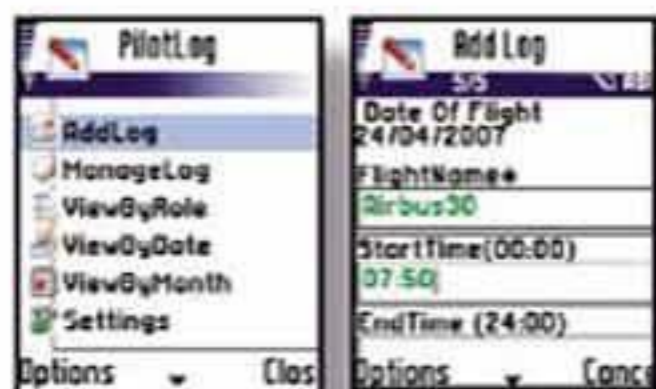 PilotLog
AddLog
ManageLog
ViewByRole
ViewByDate
ViewByMonth
Settings
Options
Clos
Add Log
5/5
Date Of Flight
24/04/2007
FlightName*
Airbus30
StartTime(00:00)
07:50
EndTime (24:00)
Options
Cance